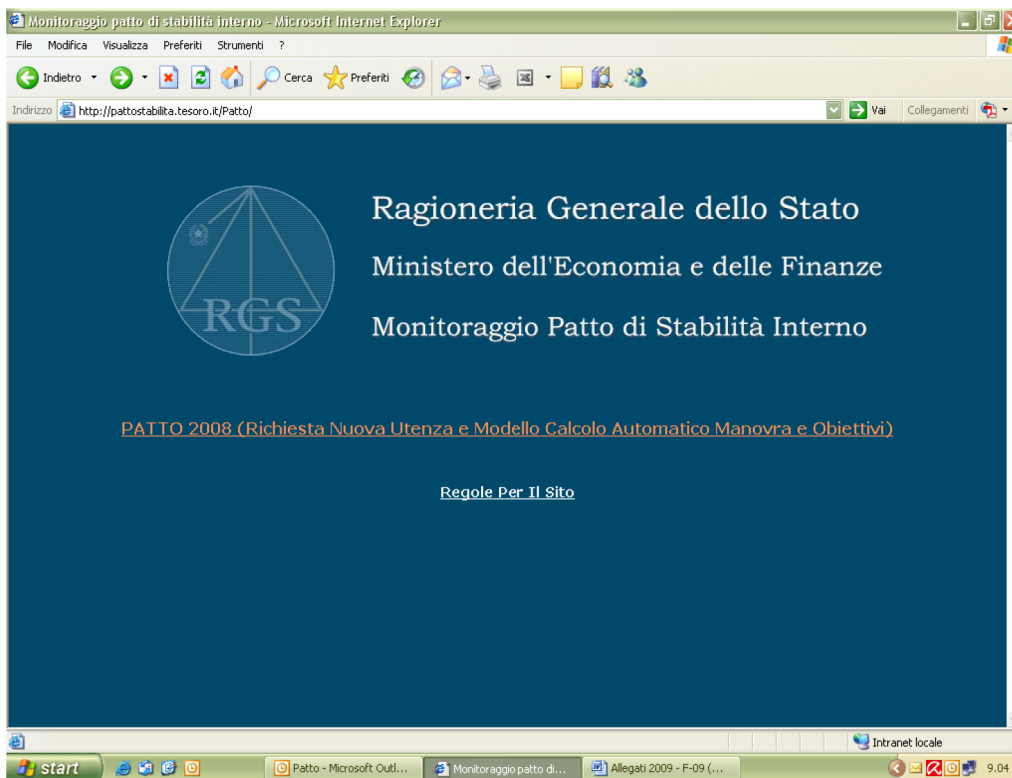 Monitoraggio patto di stabilità interno - Microsoft Internet Explorer
File Modifica Visualizza Preferiti Strumenti ?
Indietro Cerca Preferiti
Indirizzo http://pattostabilita.tesoro.it/Patto/ Vai Collegamenti
Ragioneria Generale dello Stato
Ministero dell'Economia e delle Finanze
RGS
Monitoraggio Patto di Stabilità Interno
PATTO 2008 (Richiesta Nuova Utenza e Modello Calcolo Automatico Manovra e Obiettivi)
Regole Per Il Sito
Intranet locale
start Patto - Microsoft Outl... Monitoraggio patto di... Allegati 2009 - F-09 (... 9.04